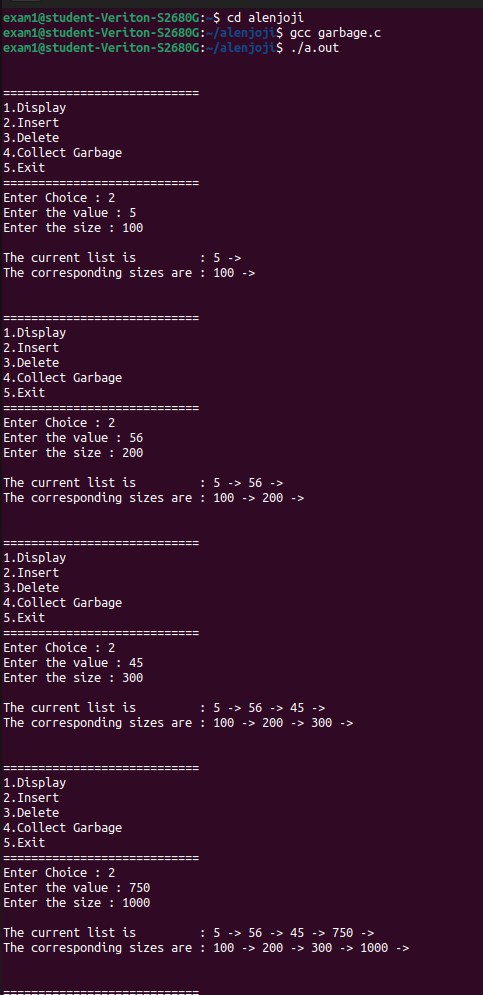 exam1@student-Veriton-S2680G:~$ cd alenjoji
exam1@student-Veriton-S2680G:~/alenjoji$ gcc garbage.c
exam1@student-Veriton-S2680G:~/alenjoji$ ./a.out
============================
1.Display
2.Insert
3.Delete
4.Collect Garbage
5.Exit
============================
Enter Choice : 2
Enter the value : 5
Enter the size : 100
The current list is         : 5 ->
The corresponding sizes are : 100 ->
============================
1.Display
2.Insert
3.Delete
4.Collect Garbage
5.Exit
============================
Enter Choice : 2
Enter the value : 56
Enter the size : 200
The current list is         : 5 -> 56 ->
The corresponding sizes are : 100 -> 200 ->
============================
1.Display
2.Insert
3.Delete
4.Collect Garbage
5.Exit
============================
Enter Choice : 2
Enter the value : 45
Enter the size : 300
The current list is         : 5 -> 56 -> 45 ->
The corresponding sizes are : 100 -> 200 -> 300 ->
============================
1.Display
2.Insert
3.Delete
4.Collect Garbage
5.Exit
============================
Enter Choice : 2
Enter the value : 750
Enter the size : 1000
The current list is         : 5 -> 56 -> 45 -> 750 ->
The corresponding sizes are : 100 -> 200 -> 300 -> 1000 ->
============================